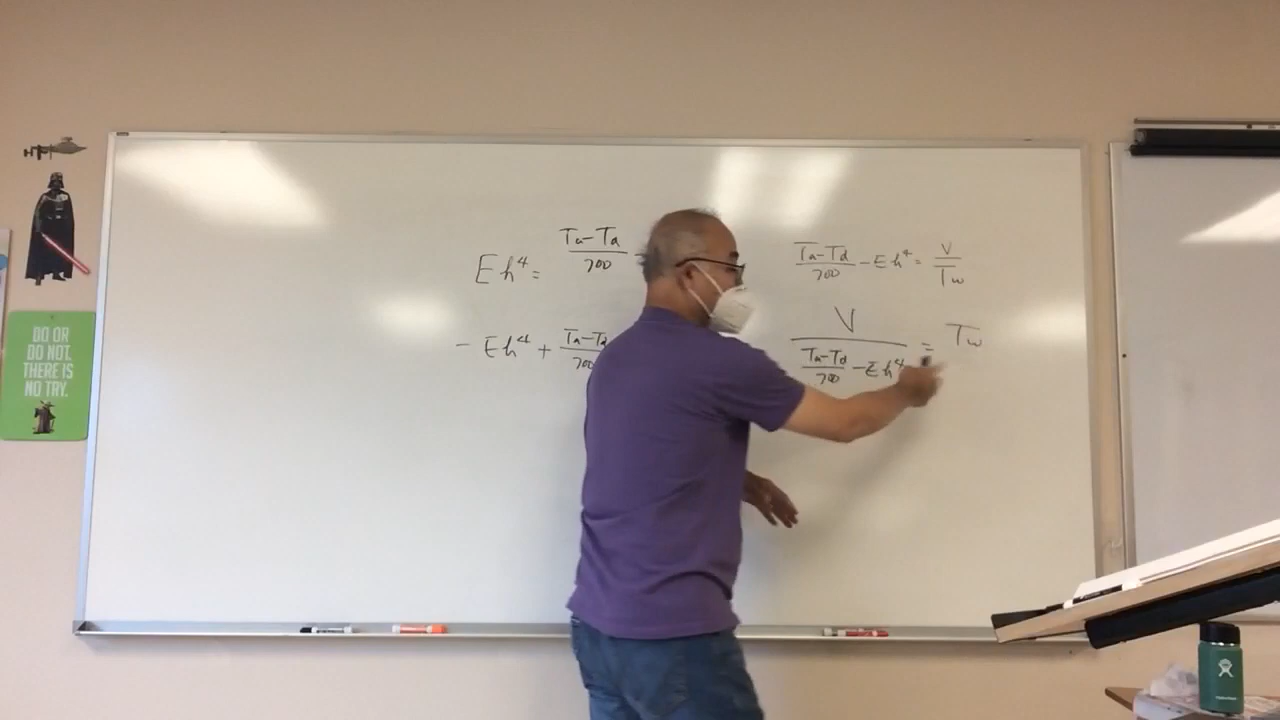 DO OR
DO NOT.
THERE IS
NO TRY.
Eh⁴ = (Ta-Ta)/700
- Eh⁴ + (Ta-Td)/700
(Ta-Td)/700 - Eh⁴ = V/Tw
V/((Ta-Td)/700 - Eh⁴) = Tw